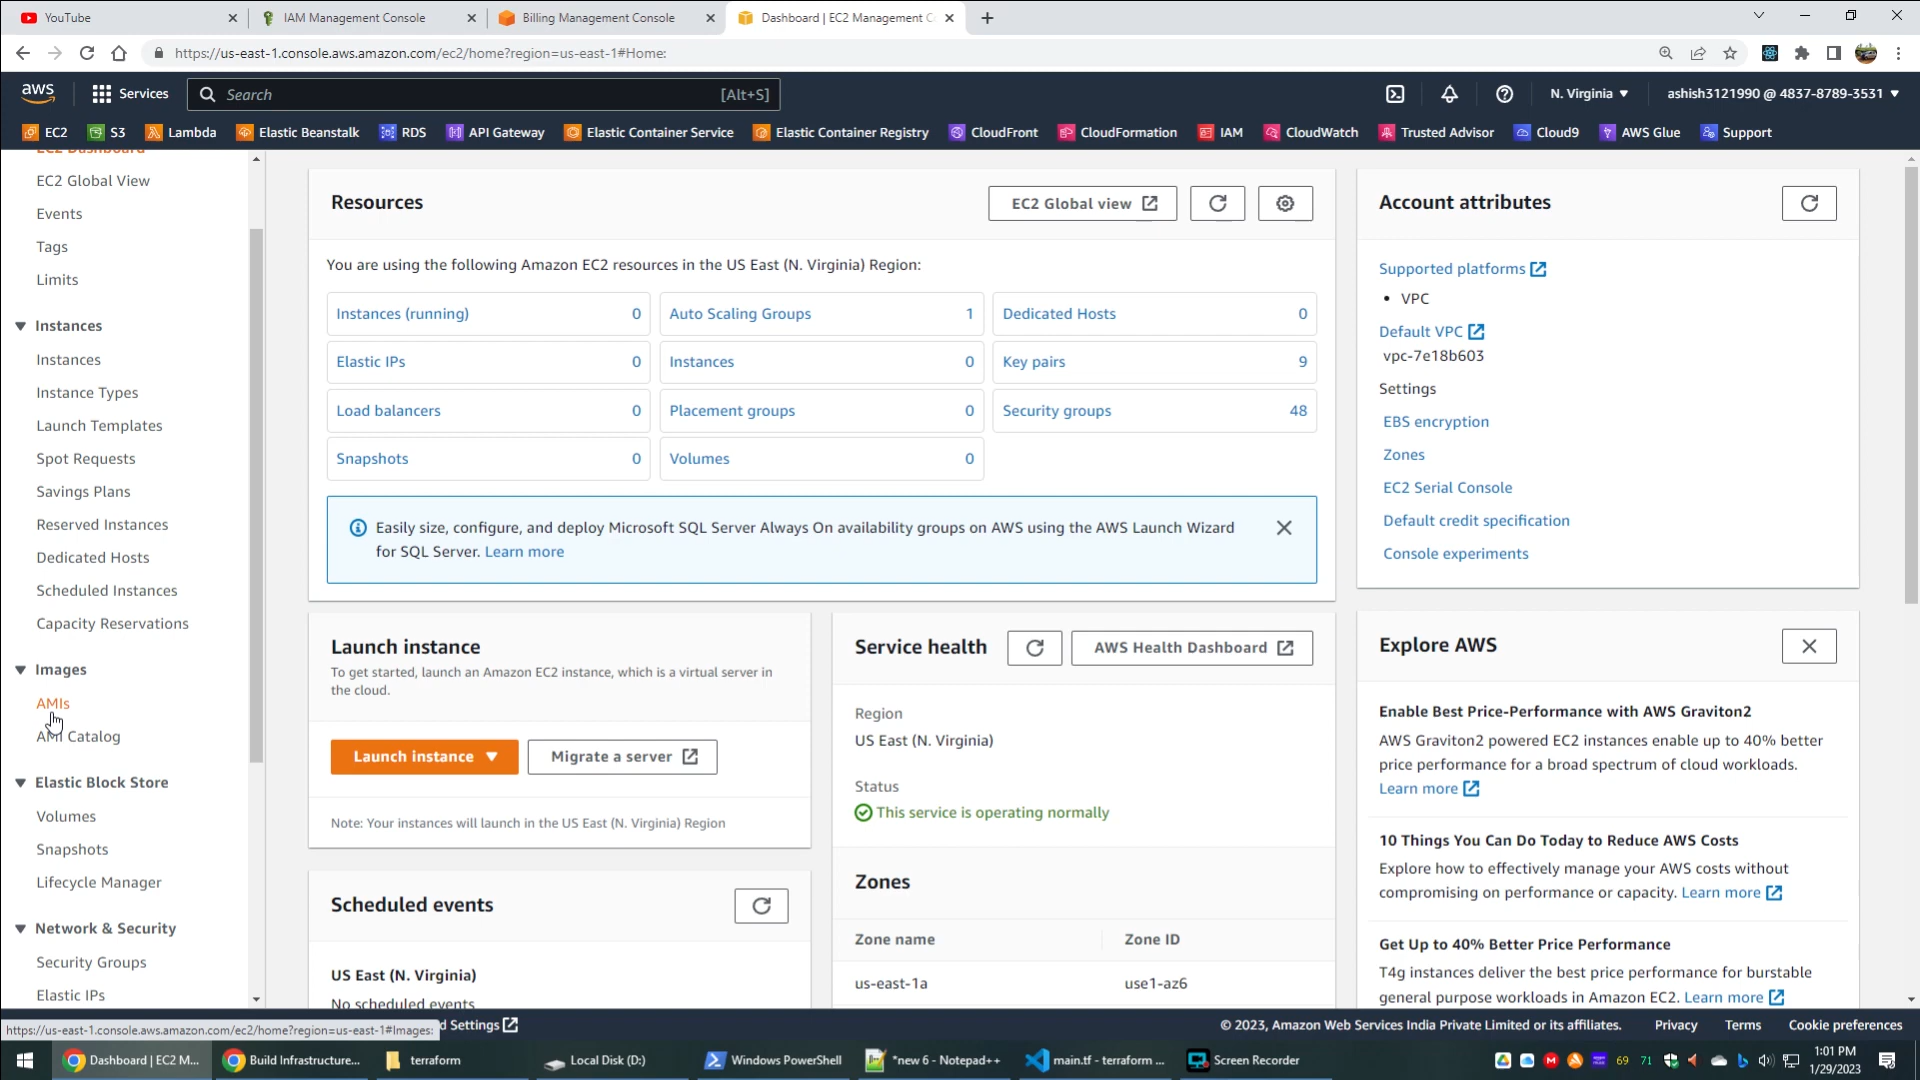 YouTube
IAM Management Console
Billing Management Console
Dashboard | EC2 Management C
https://us-east-1.console.aws.amazon.com/ec2/home?region=us-east-1#Home:
aws
Services
Search
[Alt+S]
N. Virginia
ashish3121990 @ 4837-8789-3531
EC2
S3
Lambda
Elastic Beanstalk
RDS
API Gateway
Elastic Container Service
Elastic Container Registry
CloudFront
CloudFormation
IAM
CloudWatch
Trusted Advisor
Cloud9
AWS Glue
Support
EC2 Dashboard
EC2 Global View
Events
Tags
Limits
Instances
Instances
Instance Types
Launch Templates
Spot Requests
Savings Plans
Reserved Instances
Dedicated Hosts
Scheduled Instances
Capacity Reservations
Images
AMIs
AMI Catalog
Elastic Block Store
Volumes
Snapshots
Lifecycle Manager
Network & Security
Security Groups
Elastic IPs
Resources
EC2 Global view
You are using the following Amazon EC2 resources in the US East (N. Virginia) Region:
Instances (running) 0
Auto Scaling Groups 1
Dedicated Hosts 0
Elastic IPs 0
Instances 0
Key pairs 9
Load balancers 0
Placement groups 0
Security groups 48
Snapshots 0
Volumes 0
Easily size, configure, and deploy Microsoft SQL Server Always On availability groups on AWS using the AWS Launch Wizard
for SQL Server. Learn more
Launch instance
To get started, launch an Amazon EC2 instance, which is a virtual server in
the cloud.
Launch instance
Migrate a server
Note: Your instances will launch in the US East (N. Virginia) Region
Scheduled events
US East (N. Virginia)
No scheduled events
Service health
AWS Health Dashboard
Region
US East (N. Virginia)
Status
This service is operating normally
Zones
Zone name
Zone ID
us-east-1a
use1-az6
Account attributes
Supported platforms
• VPC
Default VPC
vpc-7e18b603
Settings
EBS encryption
Zones
EC2 Serial Console
Default credit specification
Console experiments
Explore AWS
Enable Best Price-Performance with AWS Graviton2
AWS Graviton2 powered EC2 instances enable up to 40% better
price performance for a broad spectrum of cloud workloads.
Learn more
10 Things You Can Do Today to Reduce AWS Costs
Explore how to effectively manage your AWS costs without
compromising on performance or capacity. Learn more
Get Up to 40% Better Price Performance
T4g instances deliver the best price performance for burstable
general purpose workloads in Amazon EC2. Learn more
https://us-east-1.console.aws.amazon.com/ec2/home?region=us-east-1#Images:
d Settings
© 2023, Amazon Web Services India Private Limited or its affiliates.
Privacy
Terms
Cookie preferences
Dashboard | EC2 M...
Build Infrastructure...
terraform
Local Disk (D:)
Windows PowerShell
*new 6 - Notepad++
main.tf - terraform ...
Screen Recorder
69
71
1:01 PM
1/29/2023